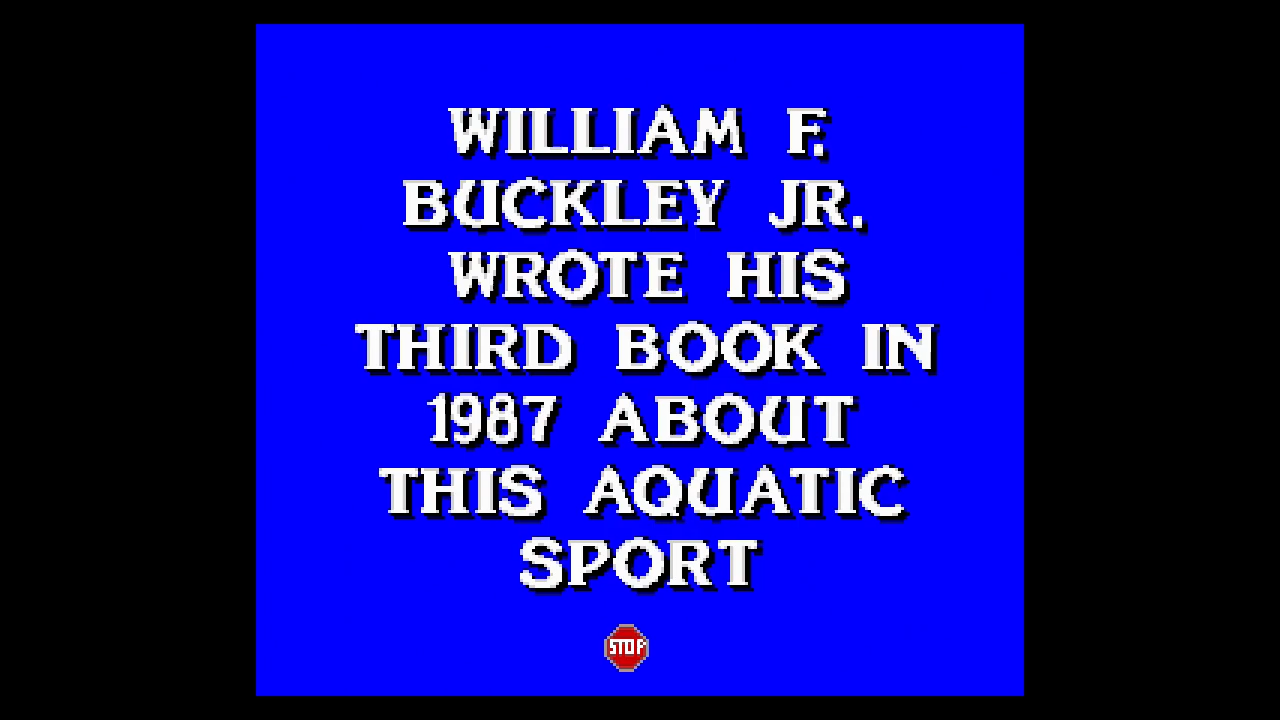 WILLIAM F.
BUCKLEY JR.
WROTE HIS
THIRD BOOK IN
1987 ABOUT
THIS AQUATIC
SPORT
STOP